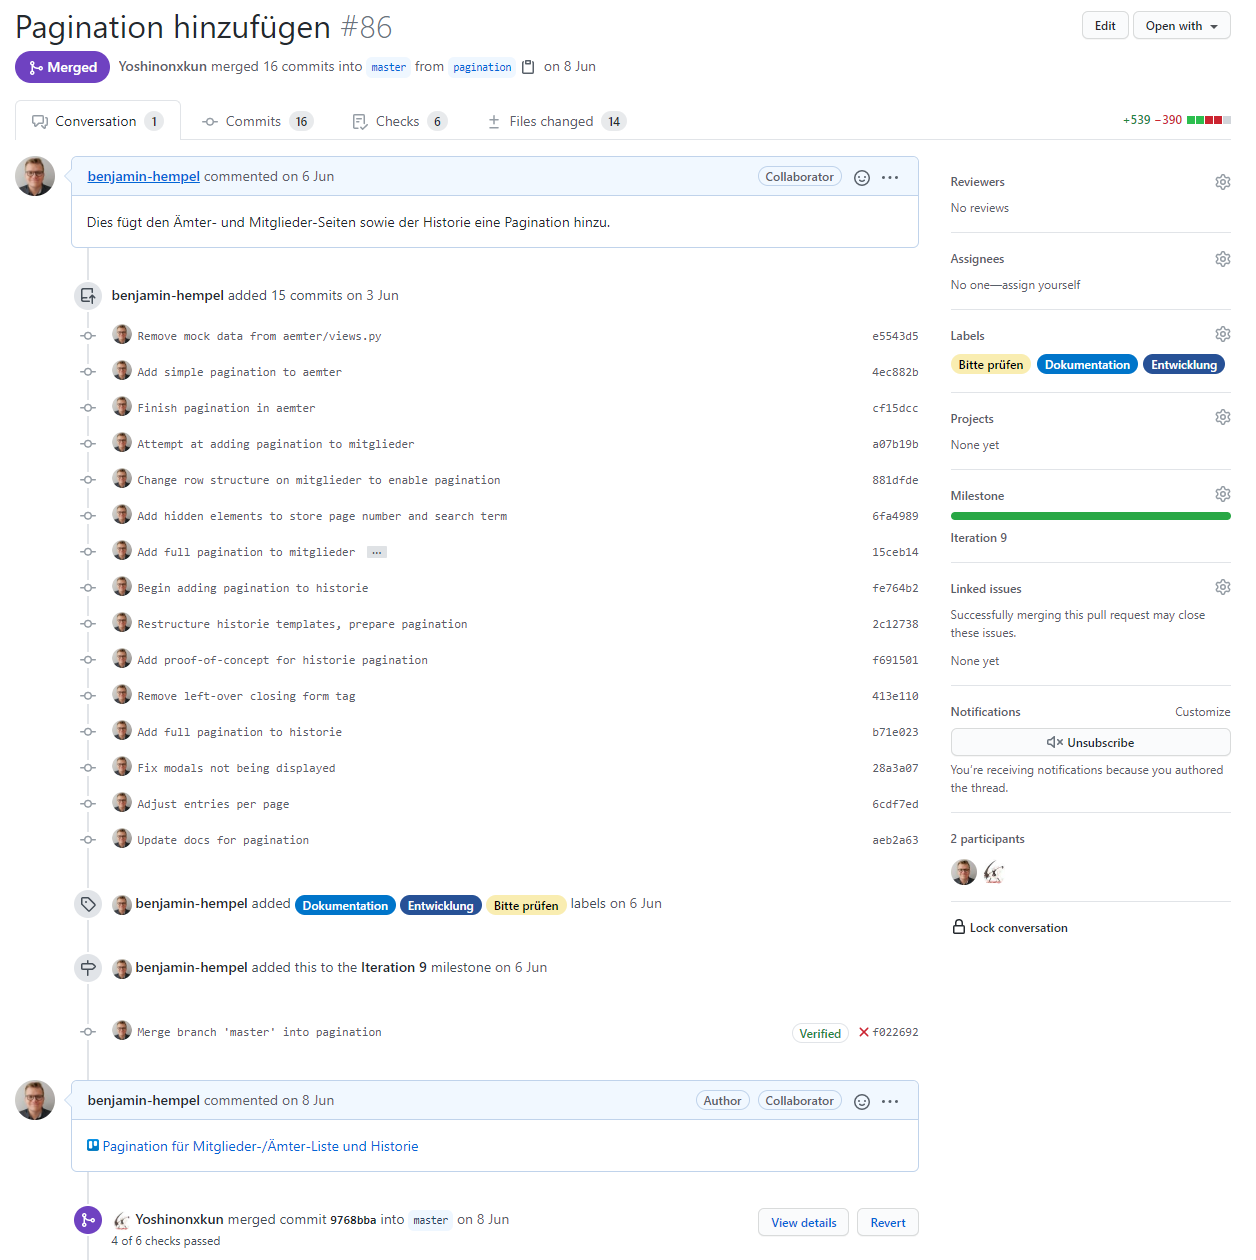 Pagination hinzufügen #86
Edit
Open with
Merged
Yoshinonxkun merged 16 commits into master from pagination on 8 Jun
Conversation 1
Commits 16
Checks 6
Files changed 14
+539 −390
benjamin-hempel commented on 6 Jun
Collaborator
Dies fügt den Ämter- und Mitglieder-Seiten sowie der Historie eine Pagination hinzu.
benjamin-hempel added 15 commits on 3 Jun
Remove mock data from aemter/views.py e5543d5
Add simple pagination to aemter 4ec882b
Finish pagination in aemter cf15dcc
Attempt at adding pagination to mitglieder a07b19b
Change row structure on mitglieder to enable pagination 881dfde
Add hidden elements to store page number and search term 6fa4989
Add full pagination to mitglieder … 15ceb14
Begin adding pagination to historie fe764b2
Restructure historie templates, prepare pagination 2c12738
Add proof-of-concept for historie pagination f691501
Remove left-over closing form tag 413e110
Add full pagination to historie b71e023
Fix modals not being displayed 28a3a07
Adjust entries per page 6cdf7ed
Update docs for pagination aeb2a63
benjamin-hempel added Dokumentation Entwicklung Bitte prüfen labels on 6 Jun
benjamin-hempel added this to the Iteration 9 milestone on 6 Jun
Merge branch 'master' into pagination Verified f022692
benjamin-hempel commented on 8 Jun
Author
Collaborator
Pagination für Mitglieder-/Ämter-Liste und Historie
Yoshinonxkun merged commit 9768bba into master on 8 Jun
4 of 6 checks passed
View details
Revert
Reviewers
No reviews
Assignees
No one—assign yourself
Labels
Bitte prüfen Dokumentation Entwicklung
Projects
None yet
Milestone
Iteration 9
Linked issues
Successfully merging this pull request may close
these issues.
None yet
Notifications
Customize
Unsubscribe
You're receiving notifications because you authored
the thread.
2 participants
Lock conversation